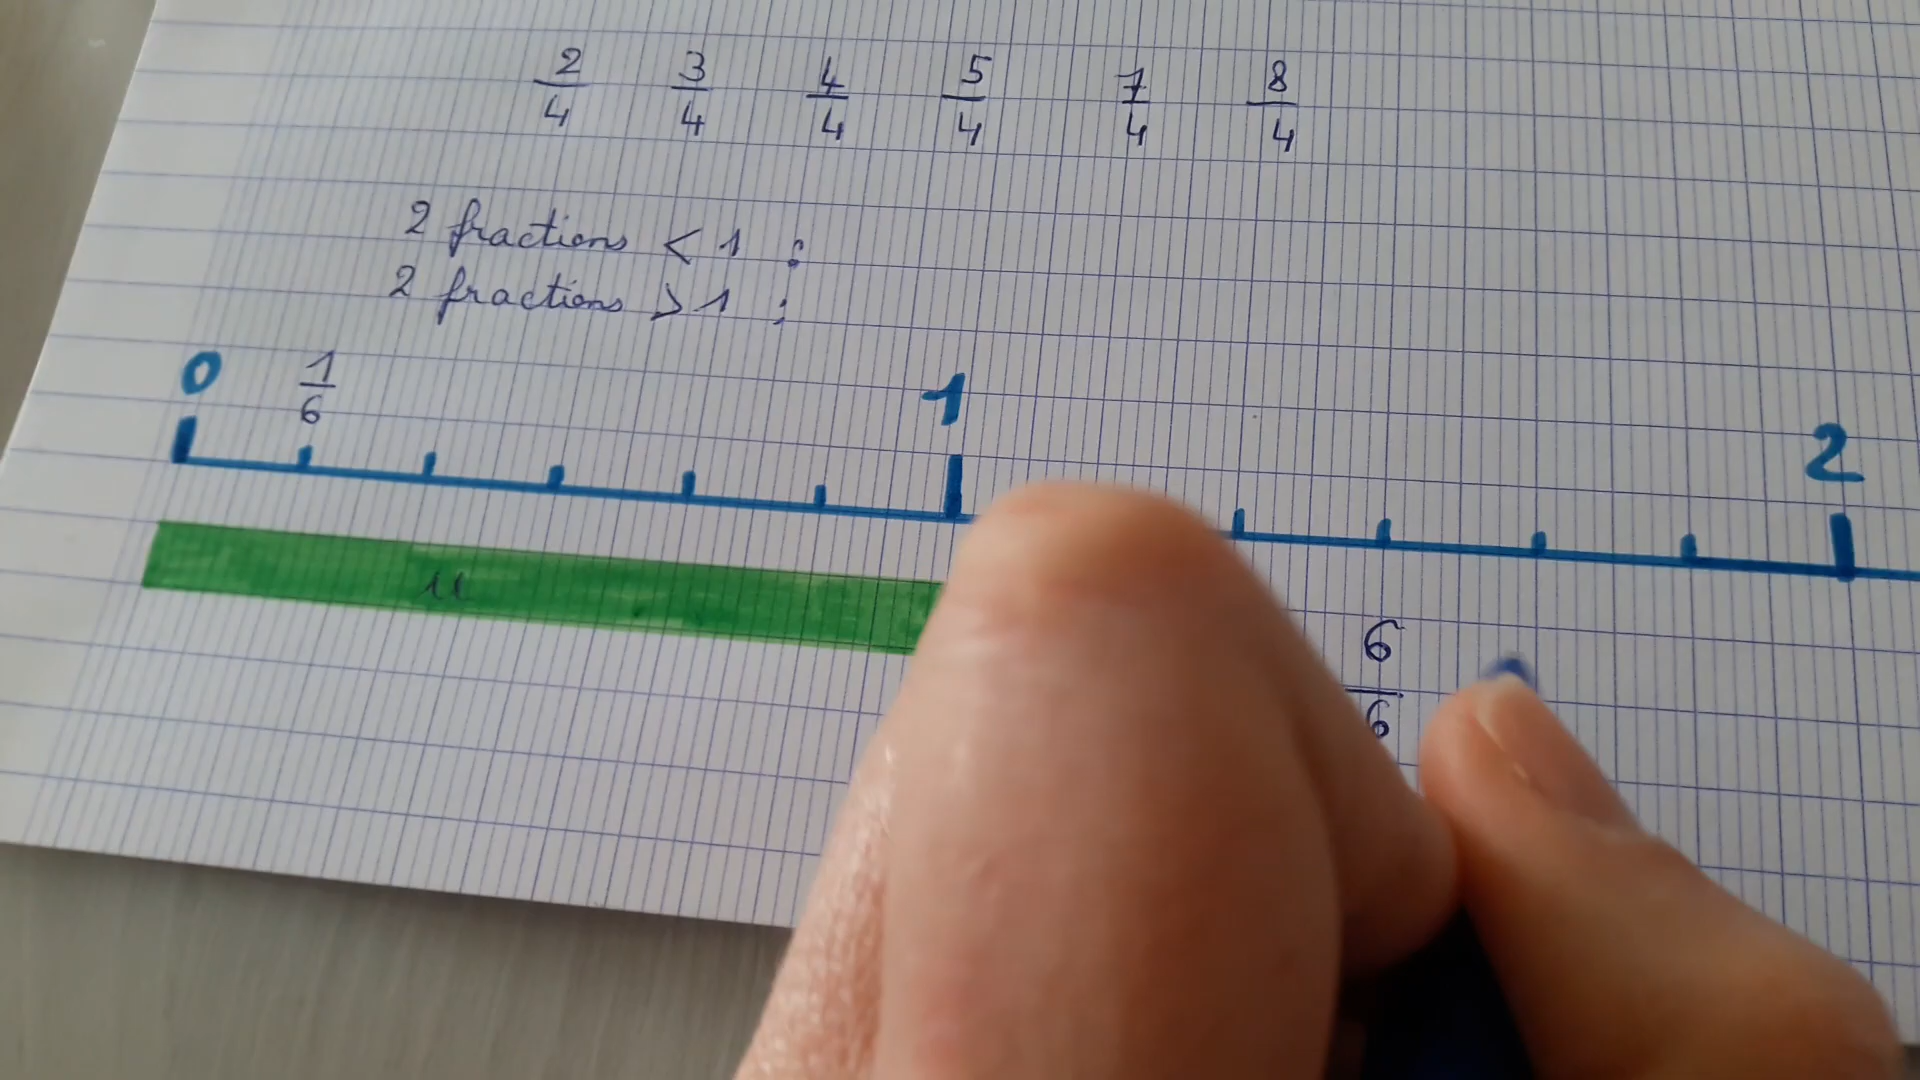 2/4 3/4 4/4 5/4 7/4 8/4
2 fractions < 1 :
2 fractions > 1 :
0 1/6 1 2
u
6/6